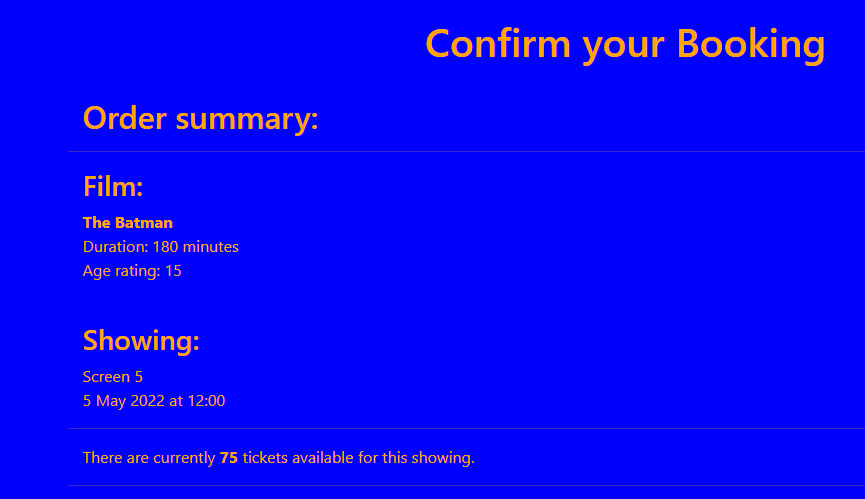 Confirm your Booking
Order summary:
Film:
The Batman
Duration: 180 minutes
Age rating: 15
Showing:
Screen 5
5 May 2022 at 12:00
There are currently 75 tickets available for this showing.